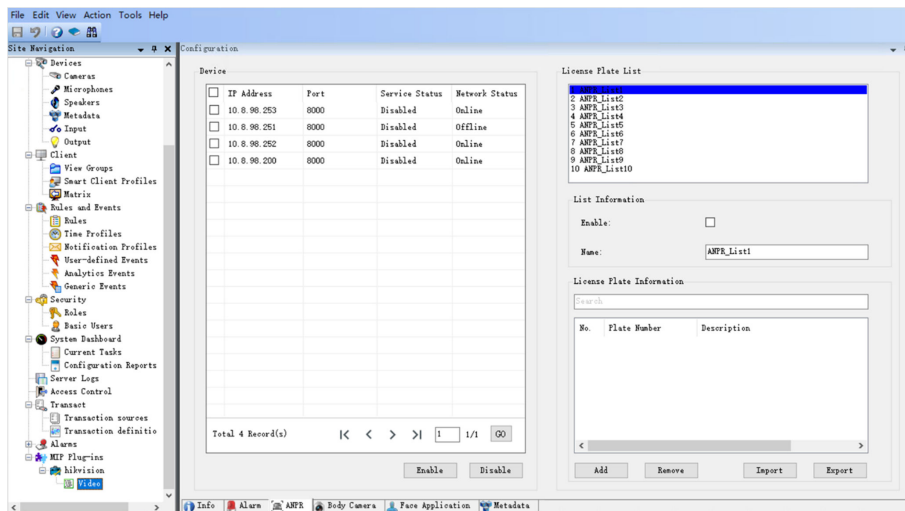 File Edit View Action Tools Help
Site Navigation
Devices
Cameras
Microphones
Speakers
Metadata
Input
Output
Client
View Groups
Smart Client Profiles
Matrix
Rules and Events
Rules
Time Profiles
Notification Profiles
User-defined Events
Analytics Events
Generic Events
Security
Roles
Basic Users
System Dashboard
Current Tasks
Configuration Reports
Server Logs
Access Control
Transact
Transaction sources
Transaction definitio
Alarms
MIP Plug-ins
hikvision
Video
Configuration
Device
IP Address Port Service Status Network Status
10.8.98.253 8000 Disabled Online
10.8.98.251 8000 Disabled Offline
10.8.98.252 8000 Disabled Online
10.8.98.200 8000 Disabled Online
Total 4 Record(s) 1 1/1 GO
Enable Disable
License Plate List
1 ANPR_List1
2 ANPR_List2
3 ANPR_List3
4 ANPR_List4
5 ANPR_List5
6 ANPR_List6
7 ANPR_List7
8 ANPR_List8
9 ANPR_List9
10 ANPR_List10
List Information
Enable:
Name: ANPR_List1
License Plate Information
Search
No. Plate Number Description
Add Remove Import Export
Info Alarm ANPR Body Camera Face Application Metadata